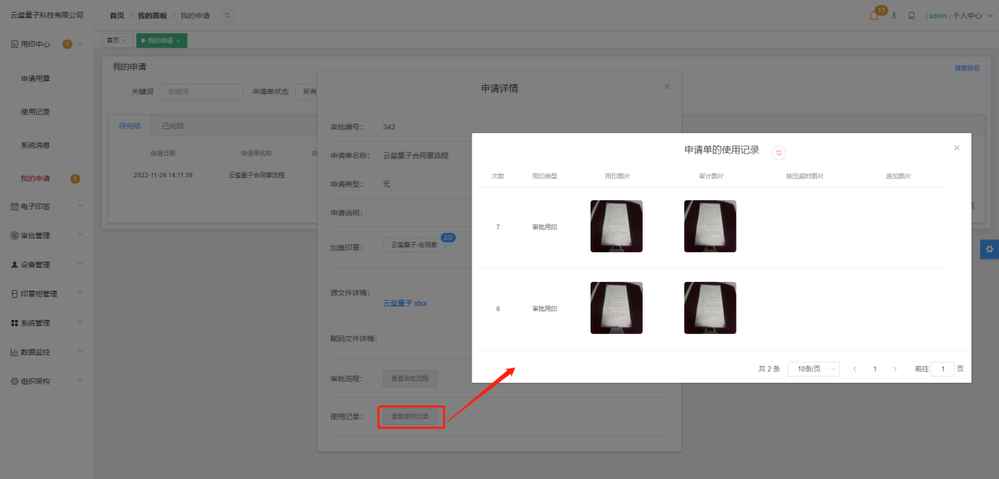 云玺量子科技有限公司
首页 > 我的面板 > 我的申请
13
(admin) 个人中心
用印中心 1
申请用章
使用记录
系统消息
我的申请 1
电子印签
审批管理
设备管理
印章柜管理
系统管理
数据监控
组织架构
首页 ×
我的申请 ×
我的申请
搜索按钮
关键词 关键词 申请单状态 所有
待完结 已完结
申请日期 申请单名称 申
2022-11-26 14:11:39 云玺量子合同章流程
页
申请详情
审批编号: 342
申请单名称: 云玺量子合同章流程
申请类型: 无
申请说明:
加盖印章: 云玺量子-合同章 2/2
源文件详情:
云玺量子.xlsx
赋码文件详情:
审批流程: 查看审批流程
使用记录: 查看使用记录
申请单的使用记录
次数 用印类型 用印图片 审计图片 按压超时图片 追加图片
7 审批用印
6 审批用印
共 2 条 10条/页 < 1 > 前往 1 页